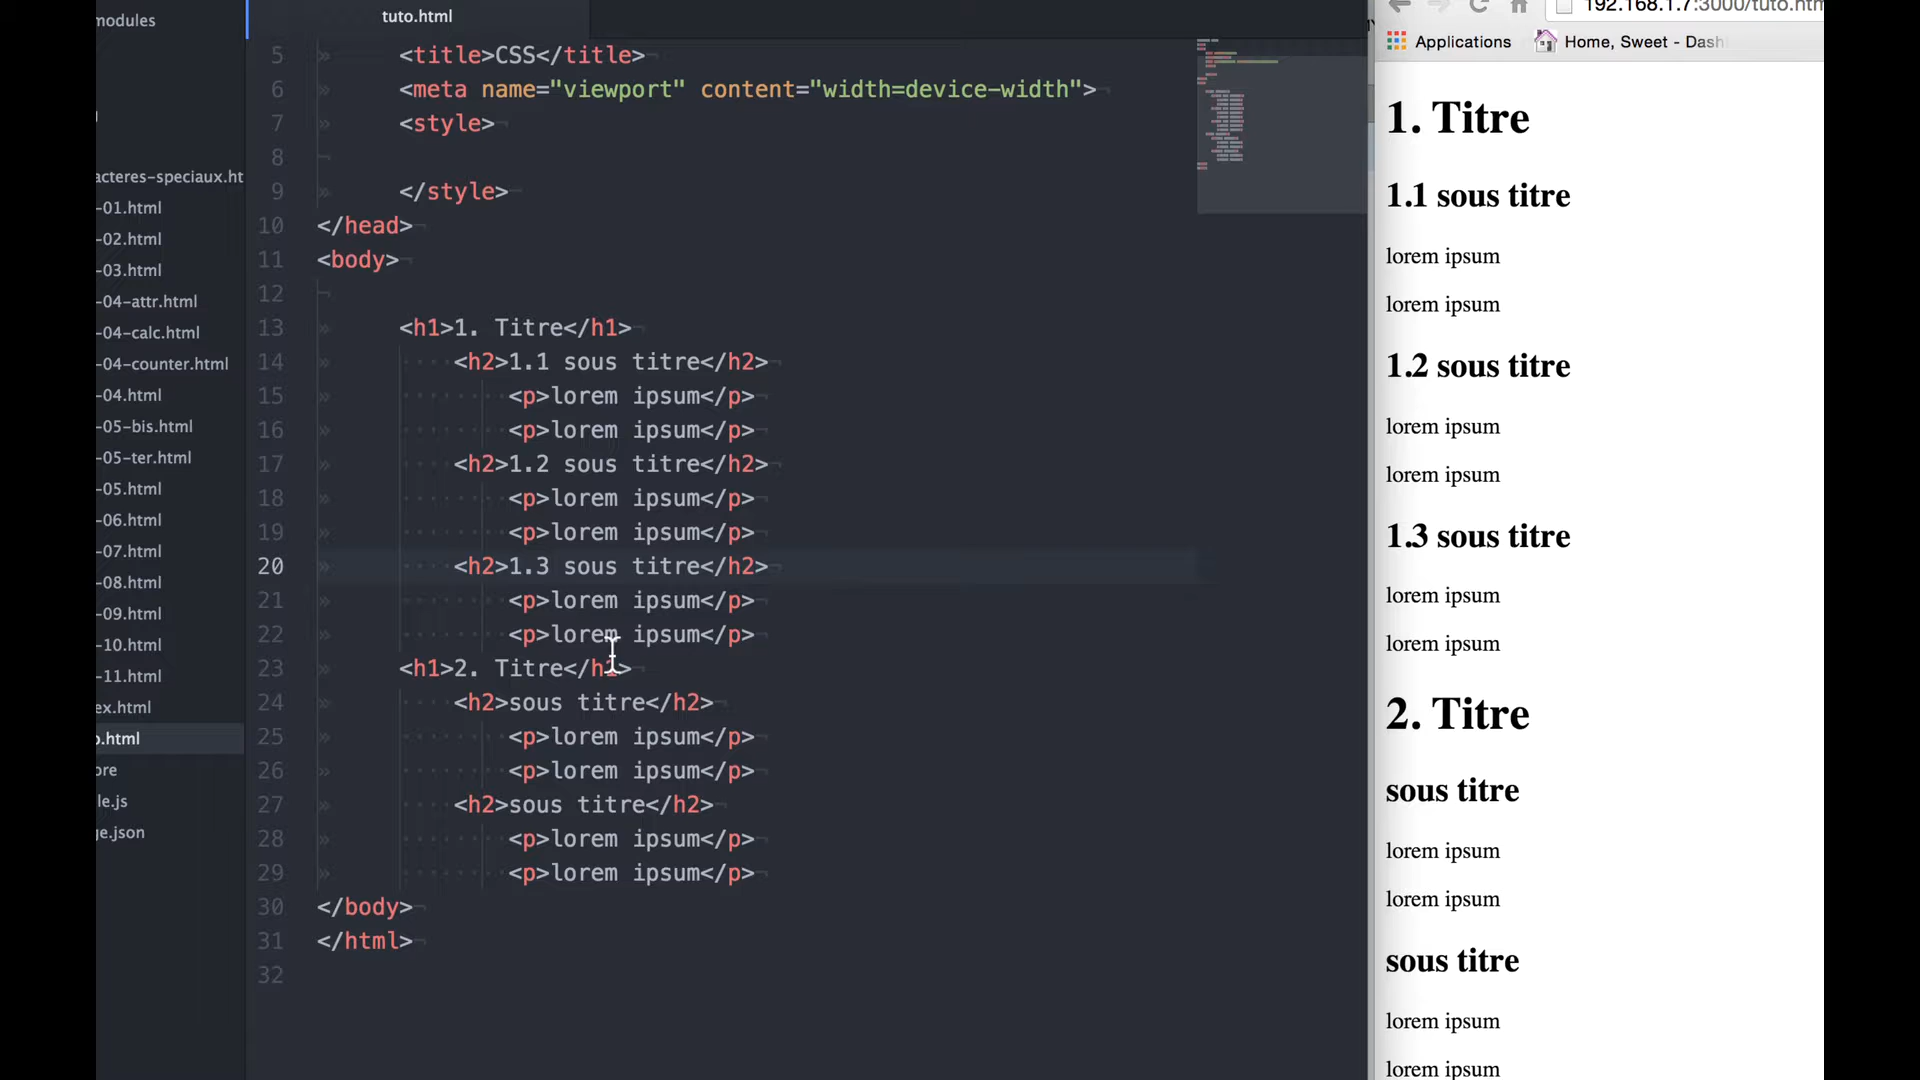 modules
acteres-speciaux.ht
-01.html
-02.html
-03.html
-04-attr.html
-04-calc.html
-04-counter.html
-04.html
-05-bis.html
-05-ter.html
-05.html
-06.html
-07.html
-08.html
-09.html
-10.html
-11.html
ex.html
o.html
ore
le.js
ge.json
tuto.html
5 <title>CSS</title>
6 <meta name="viewport" content="width=device-width">
7 <style>
8
9 </style>
10 </head>
11 <body>
12
13 <h1>1. Titre</h1>
14 <h2>1.1 sous titre</h2>
15 <p>lorem ipsum</p>
16 <p>lorem ipsum</p>
17 <h2>1.2 sous titre</h2>
18 <p>lorem ipsum</p>
19 <p>lorem ipsum</p>
20 <h2>1.3 sous titre</h2>
21 <p>lorem ipsum</p>
22 <p>lorem ipsum</p>
23 <h1>2. Titre</h1>
24 <h2>sous titre</h2>
25 <p>lorem ipsum</p>
26 <p>lorem ipsum</p>
27 <h2>sous titre</h2>
28 <p>lorem ipsum</p>
29 <p>lorem ipsum</p>
30 </body>
31 </html>
32
192.168.1.7:3000/tuto.htm
Applications Home, Sweet - Dash
1. Titre
1.1 sous titre
lorem ipsum
lorem ipsum
1.2 sous titre
lorem ipsum
lorem ipsum
1.3 sous titre
lorem ipsum
lorem ipsum
2. Titre
sous titre
lorem ipsum
lorem ipsum
sous titre
lorem ipsum
lorem ipsum